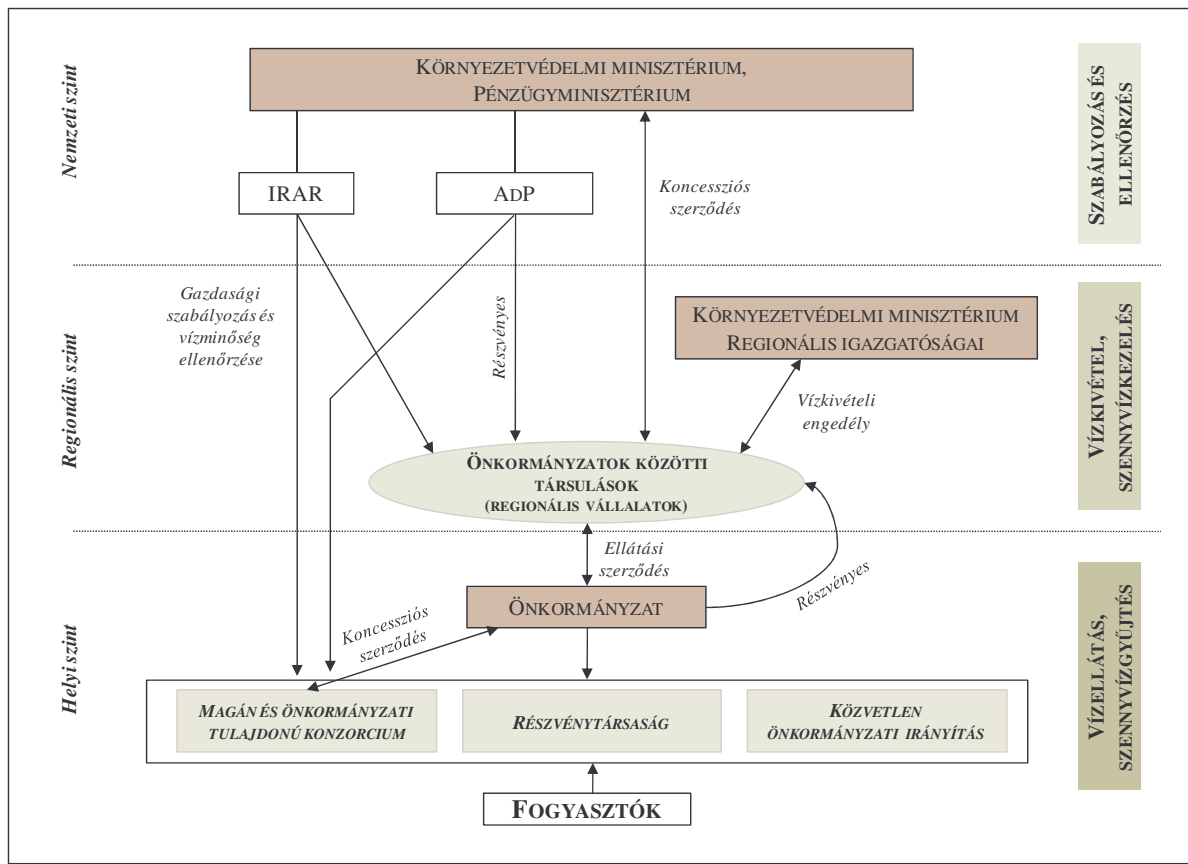 Nemzeti szint
KÖRNYEZETVÉDELMI MINISZTÉRIUM,
PÉNZÜGYMINISZTÉRIUM
SZABÁLYOZÁS ÉS
ELLENŐRZÉS
IRAR
ADP
Koncessziós
szerződés
Regionális szint
Gazdasági
szabályozás és
vízminőség
ellenőrzése
Részvényes
KÖRNYEZETVÉDELMI MINISZTÉRIUM
REGIONÁLIS IGAZGATÓSÁGAI
Vízkivételi
engedély
VÍZKIVÉTEL,
SZENNYVÍZKEZELÉS
ÖNKORMÁNYZATOK KÖZÖTTI
TÁRSULÁSOK
(REGIONÁLIS VÁLLALATOK)
Helyi szint
Ellátási
szerződés
ÖNKORMÁNYZAT
Részvényes
Koncessziós
szerződés
VÍZELLÁTÁS,
SZENNYVÍZGYŰJTÉS
MAGÁN ÉS ÖNKORMÁNYZATI
TULAJDONÚ KONZORCIUM
RÉSZVÉNYTÁRSASÁG
KÖZVETLEN
ÖNKORMÁNYZATI IRÁNYÍTÁS
FOGYASZTÓK